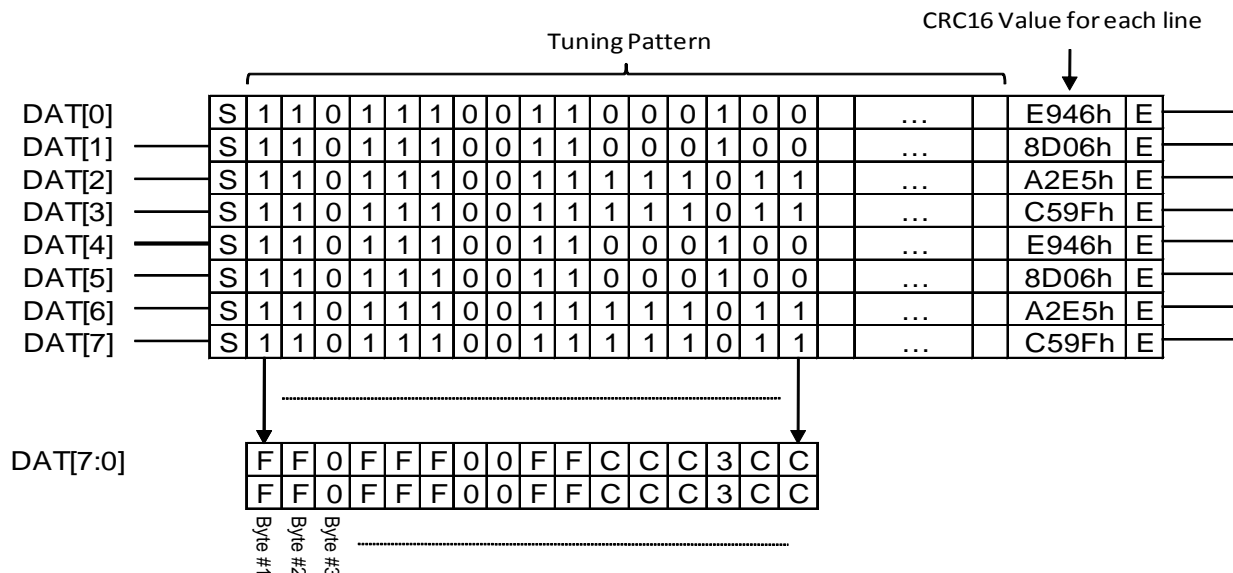 CRC16 Value for each line
Tuning Pattern
DAT[0] S 1 1 0 1 1 1 0 0 1 1 0 0 0 1 0 0 ... E946h E
DAT[1] S 1 1 0 1 1 1 0 0 1 1 0 0 0 1 0 0 ... 8D06h E
DAT[2] S 1 1 0 1 1 1 0 0 1 1 1 1 1 0 1 1 ... A2E5h E
DAT[3] S 1 1 0 1 1 1 0 0 1 1 1 1 1 0 1 1 ... C59Fh E
DAT[4] S 1 1 0 1 1 1 0 0 1 1 0 0 0 1 0 0 ... E946h E
DAT[5] S 1 1 0 1 1 1 0 0 1 1 0 0 0 1 0 0 ... 8D06h E
DAT[6] S 1 1 0 1 1 1 0 0 1 1 1 1 1 0 1 1 ... A2E5h E
DAT[7] S 1 1 0 1 1 1 0 0 1 1 1 1 1 0 1 1 ... C59Fh E
DAT[7:0] F F 0 F F F 0 0 F F C C C 3 C C
F F 0 F F F 0 0 F F C C C 3 C C
Byte #1
Byte #2
Byte #3